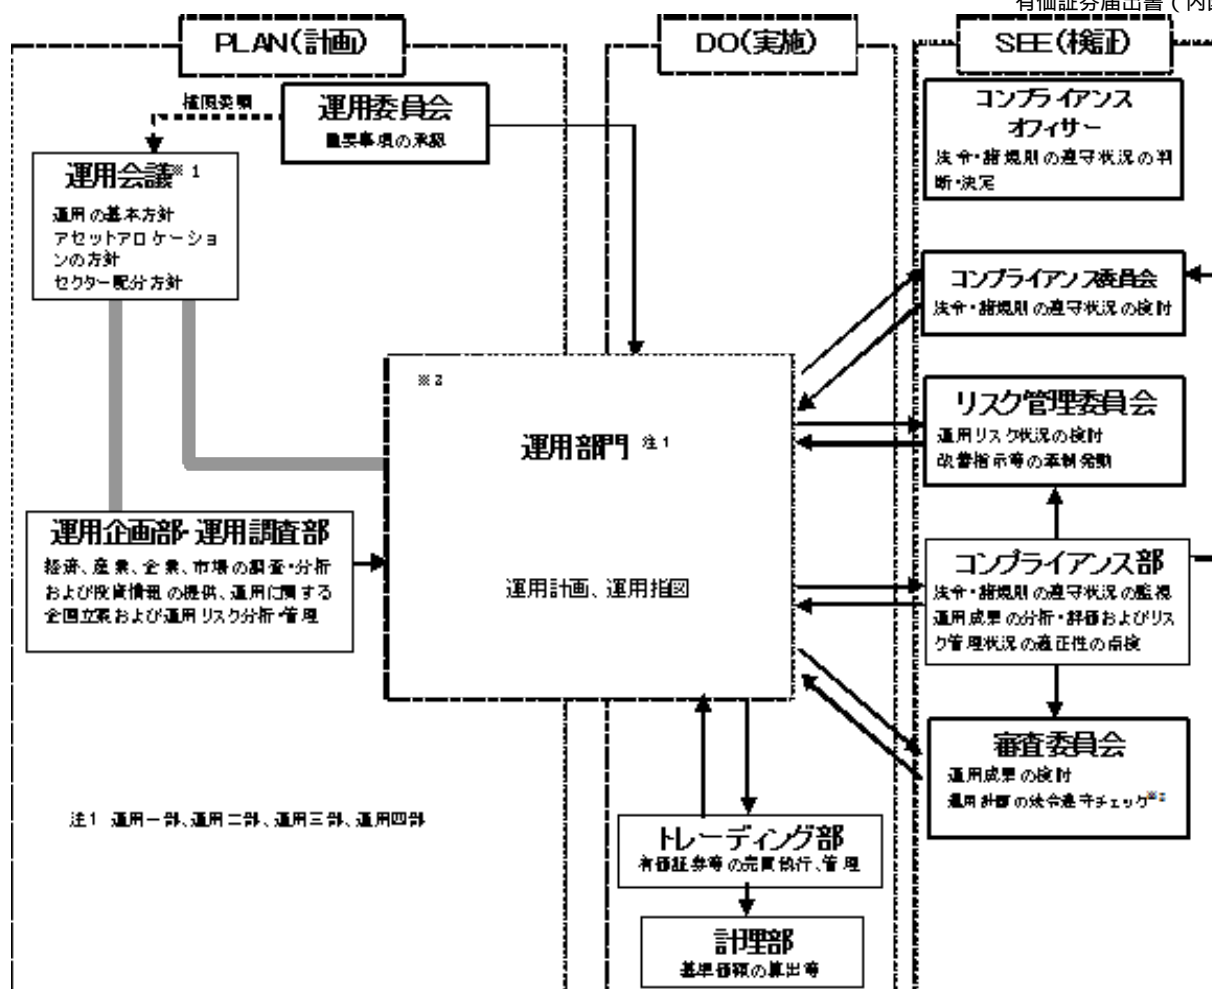 有価証券届出書（内国
PLAN(計画)
DO(実施)
SEE(検証)
権限委嘱
運用委員会
重要事項の承認
運用会議※1
運用の基本方針
アセットアロケーショ
ンの方針
セクター配分方針
コンプライアンス
オフィサー
法令・諸規則の遵守状況の判
断・決定
コンプライアンス委員会
法令・諸規則の遵守状況の検討
※2
運用部門 注1
運用計画、運用指図
リスク管理委員会
運用リスク状況の検討
改善指示等の牽制発動
運用企画部・運用調査部
経済、産業、企業、市場の調査・分析
および投資情報の提供、運用に関する
企画立案および運用リスク分析・管理
コンプライアンス部
法令・諸規則の遵守状況の監視
運用成果の分析・評価およびリス
ク管理状況の適正性の点検
審査委員会
運用成果の検討
運用計画の法令遵守チェック
注1 運用一部、運用二部、運用三部、運用四部
トレーディング部
有価証券等の売買執行、管理
計理部
基準価額の算出等